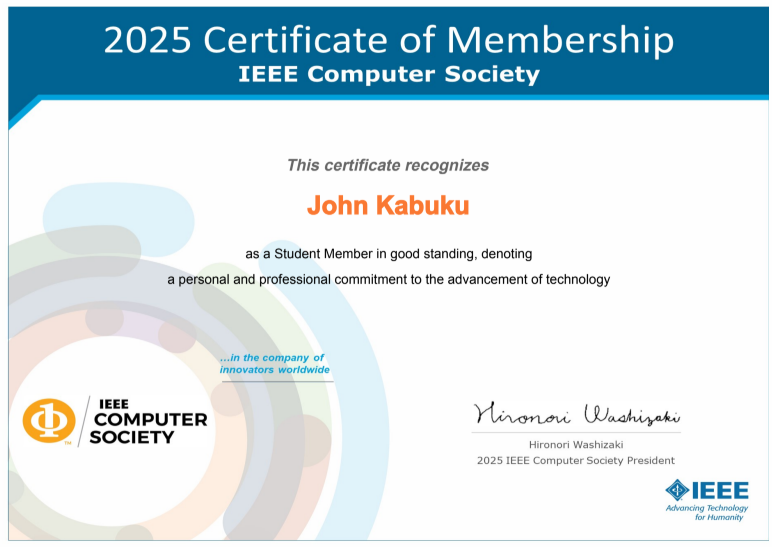 2025 Certificate of Membership
IEEE Computer Society
This certificate recognizes
John Kabuku
as a Student Member in good standing, denoting
a personal and professional commitment to the advancement of technology
...in the company of
innovators worldwide
IEEE
COMPUTER
SOCIETY
TM
Hironori Washizaki
Hironori Washizaki
2025 IEEE Computer Society President
IEEE
Advancing Technology
for Humanity